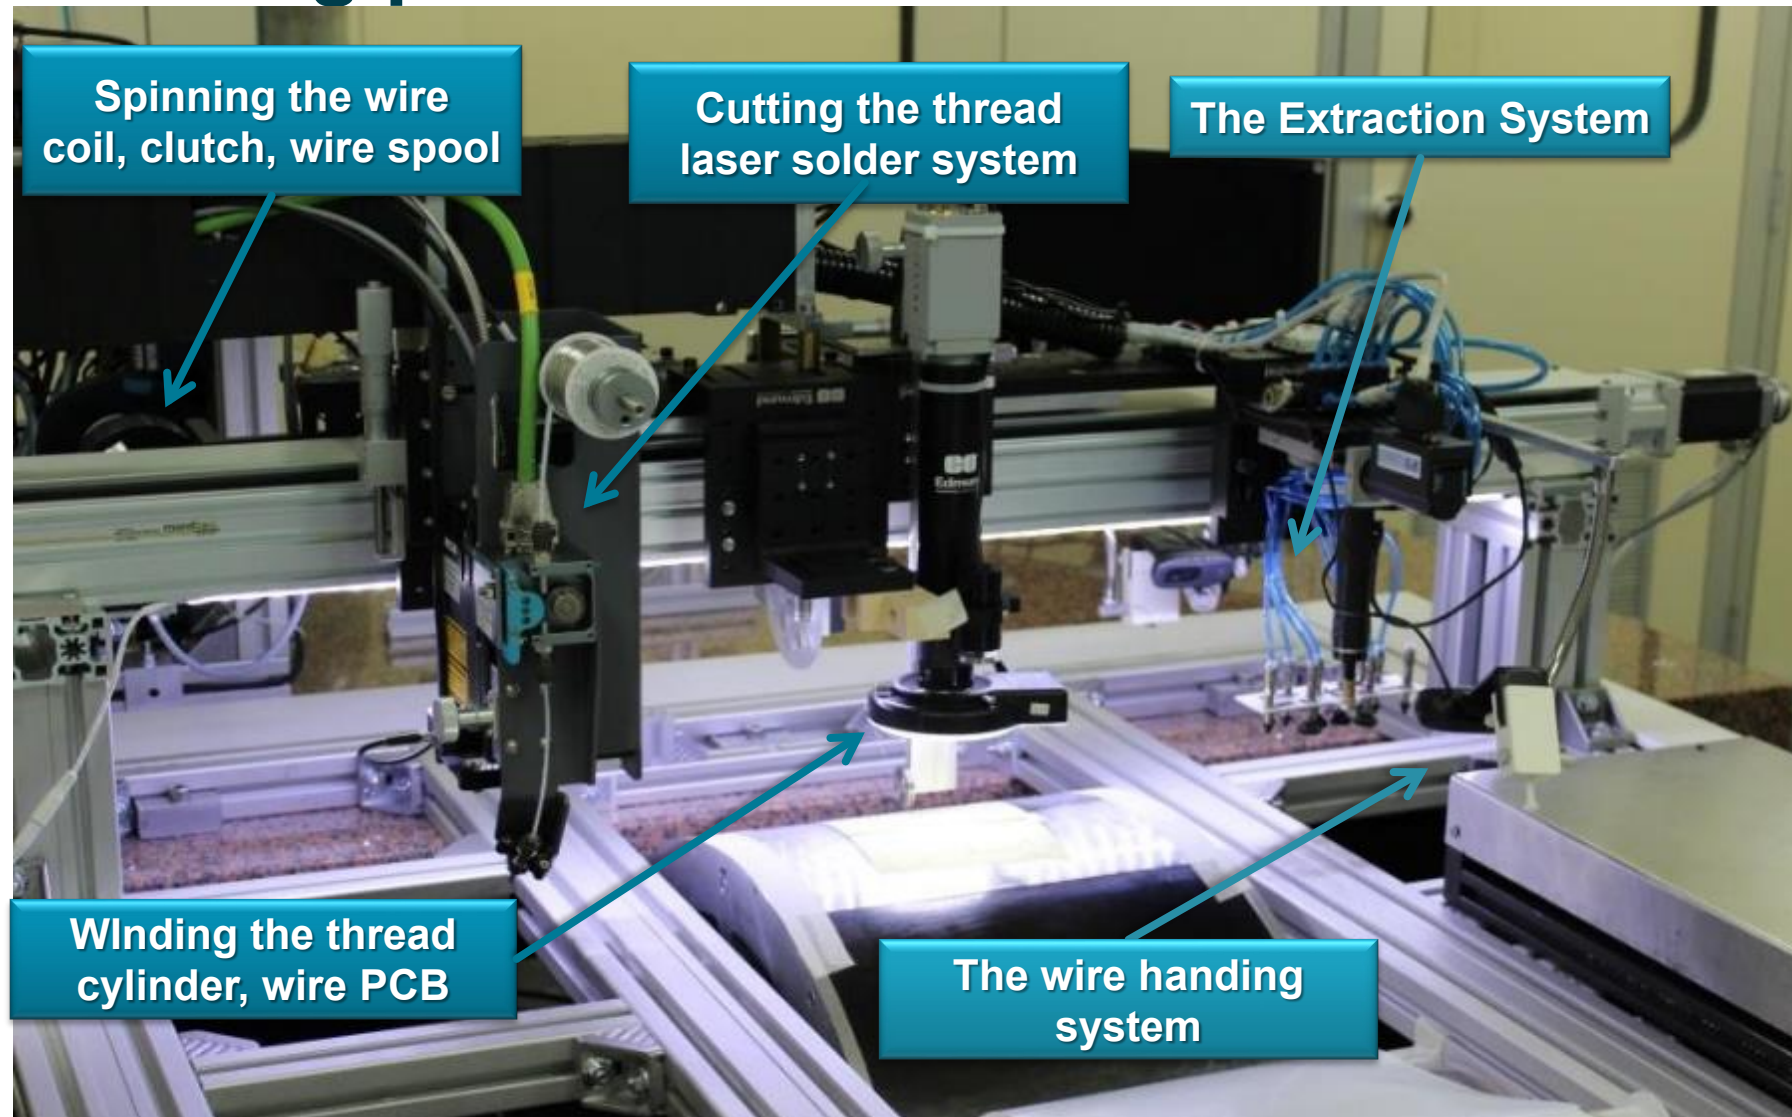 Spinning the wire
coil, clutch, wire spool
Cutting the thread
laser solder system
The Extraction System
Edmund
Edmund
WInding the thread
cylinder, wire PCB
The wire handing
system